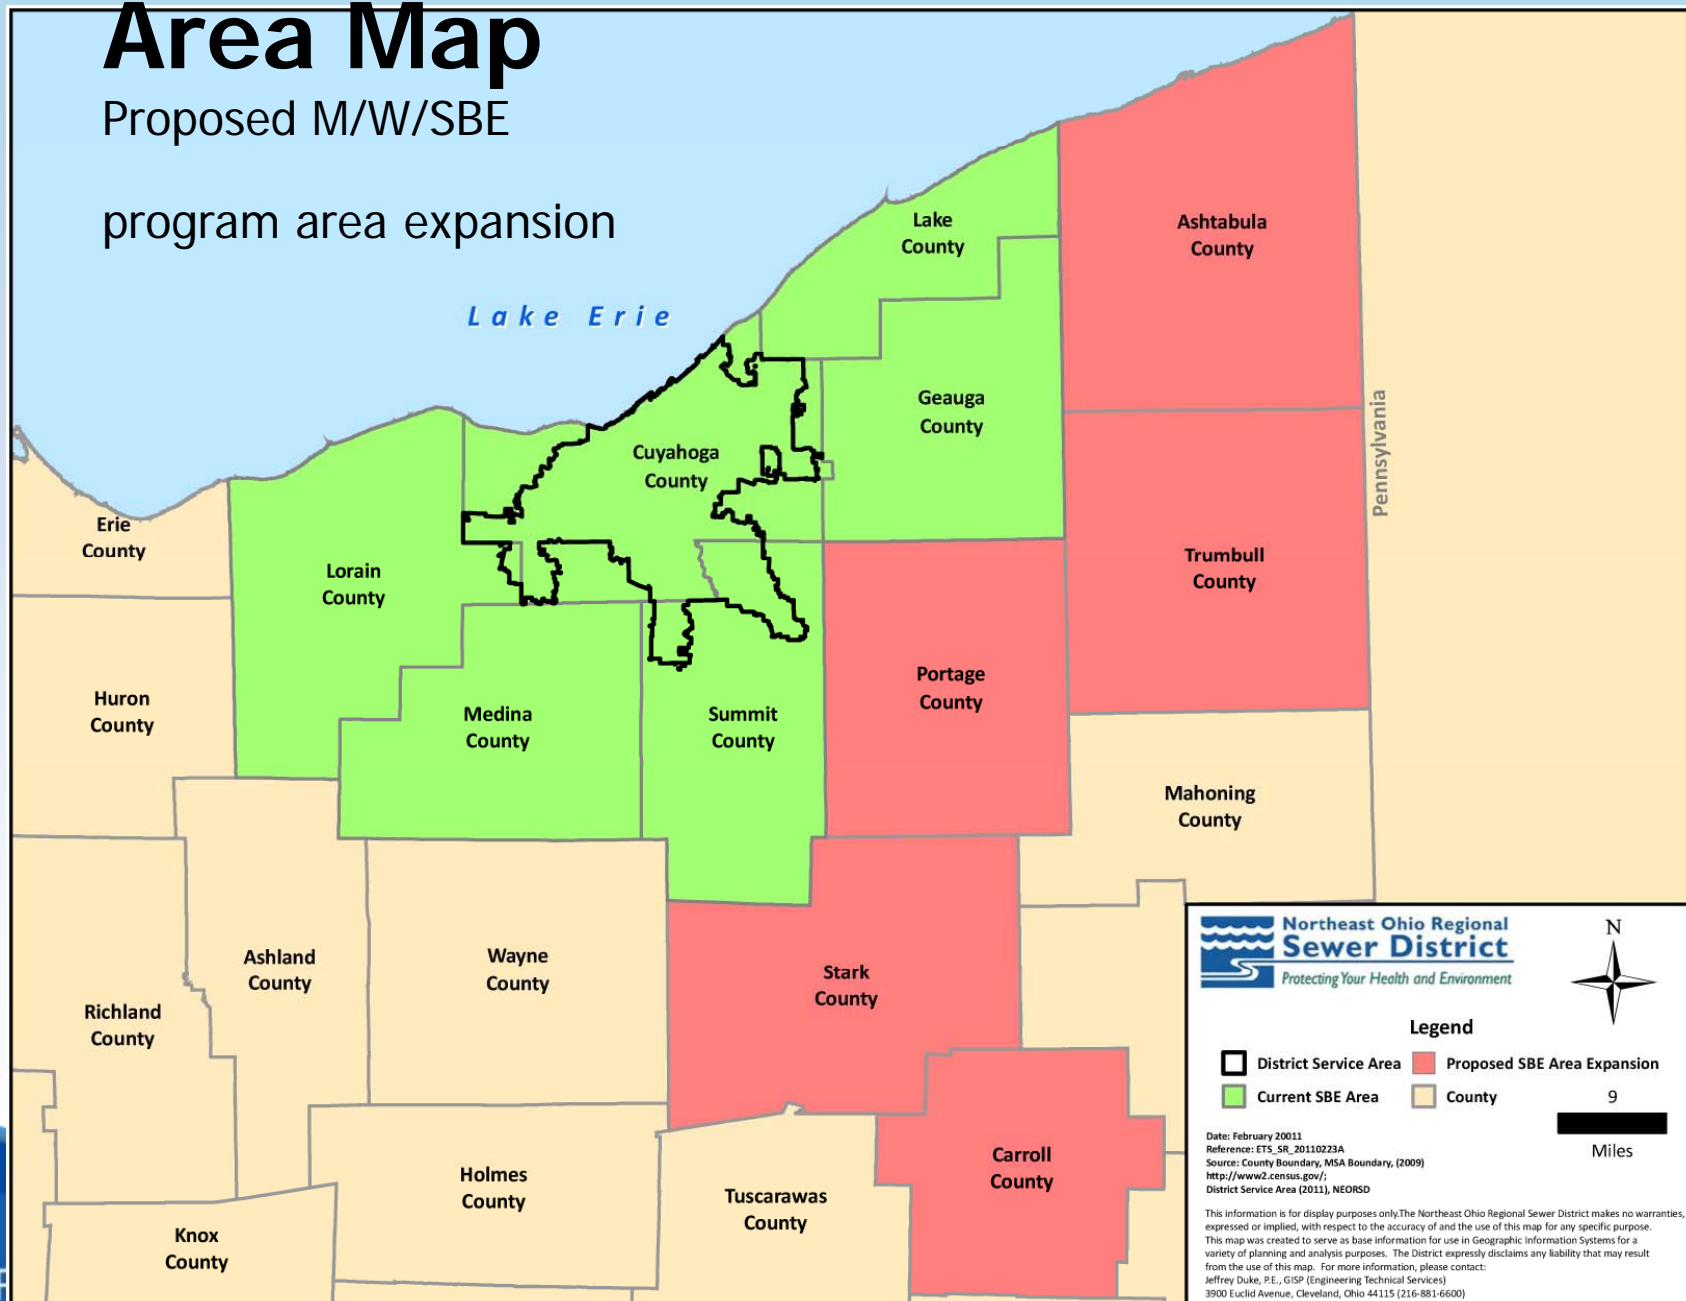 Area Map
Proposed M/W/SBE
program area expansion
Lake Erie
Lake
County
Ashtabula
County
Geauga
County
Cuyahoga
County
Pennsylvania
Erie
County
Lorain
County
Trumbull
County
Huron
County
Medina
County
Summit
County
Portage
County
Mahoning
County
Ashland
County
Wayne
County
Stark
County
Richland
County
Holmes
County
Tuscarawas
County
Carroll
County
Knox
County
Northeast Ohio Regional
Sewer District
Protecting Your Health and Environment
N
Legend
District Service Area
Proposed SBE Area Expansion
Current SBE Area
County
9
Miles
Date: February 20011
Reference: ETS_SR_20110223A
Source: County Boundary, MSA Boundary, (2009)
http://www2.census.gov/;
District Service Area (2011), NEORSD
This information is for display purposes only.The Northeast Ohio Regional Sewer District makes no warranties,
expressed or implied, with respect to the accuracy of and the use of this map for any specific purpose.
This map was created to serve as base information for use in Geographic Information Systems for a
variety of planning and analysis purposes. The District expressly disclaims any liability that may result
from the use of this map. For more information, please contact:
Jeffrey Duke, P.E., GISP (Engineering Technical Services)
3900 Euclid Avenue, Cleveland, Ohio 44115 (216-881-6600)